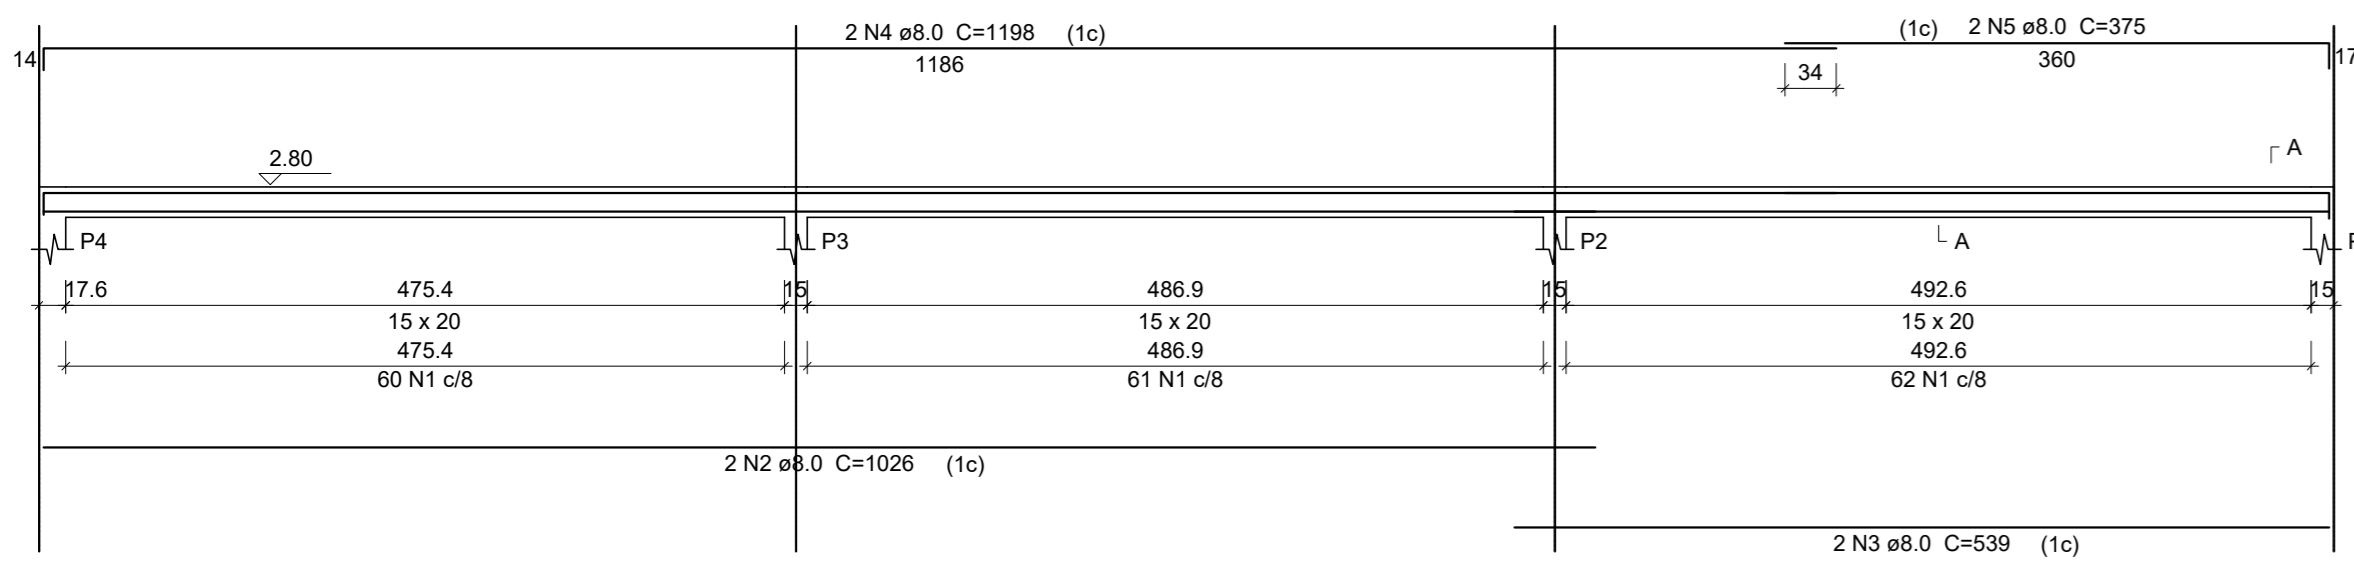 2 N4 ø8.0 C=1198 (1c)
(1c) 2 N5 ø8.0 C=375
14
1186
360
17
34
2.80
A
P4
P3
P2
A
17.6
475.4
15
486.9
15
492.6
15
15 x 20
15 x 20
15 x 20
475.4
486.9
492.6
60 N1 c/8
61 N1 c/8
62 N1 c/8
2 N2 ø8.0 C=1026 (1c)
2 N3 ø8.0 C=539 (1c)